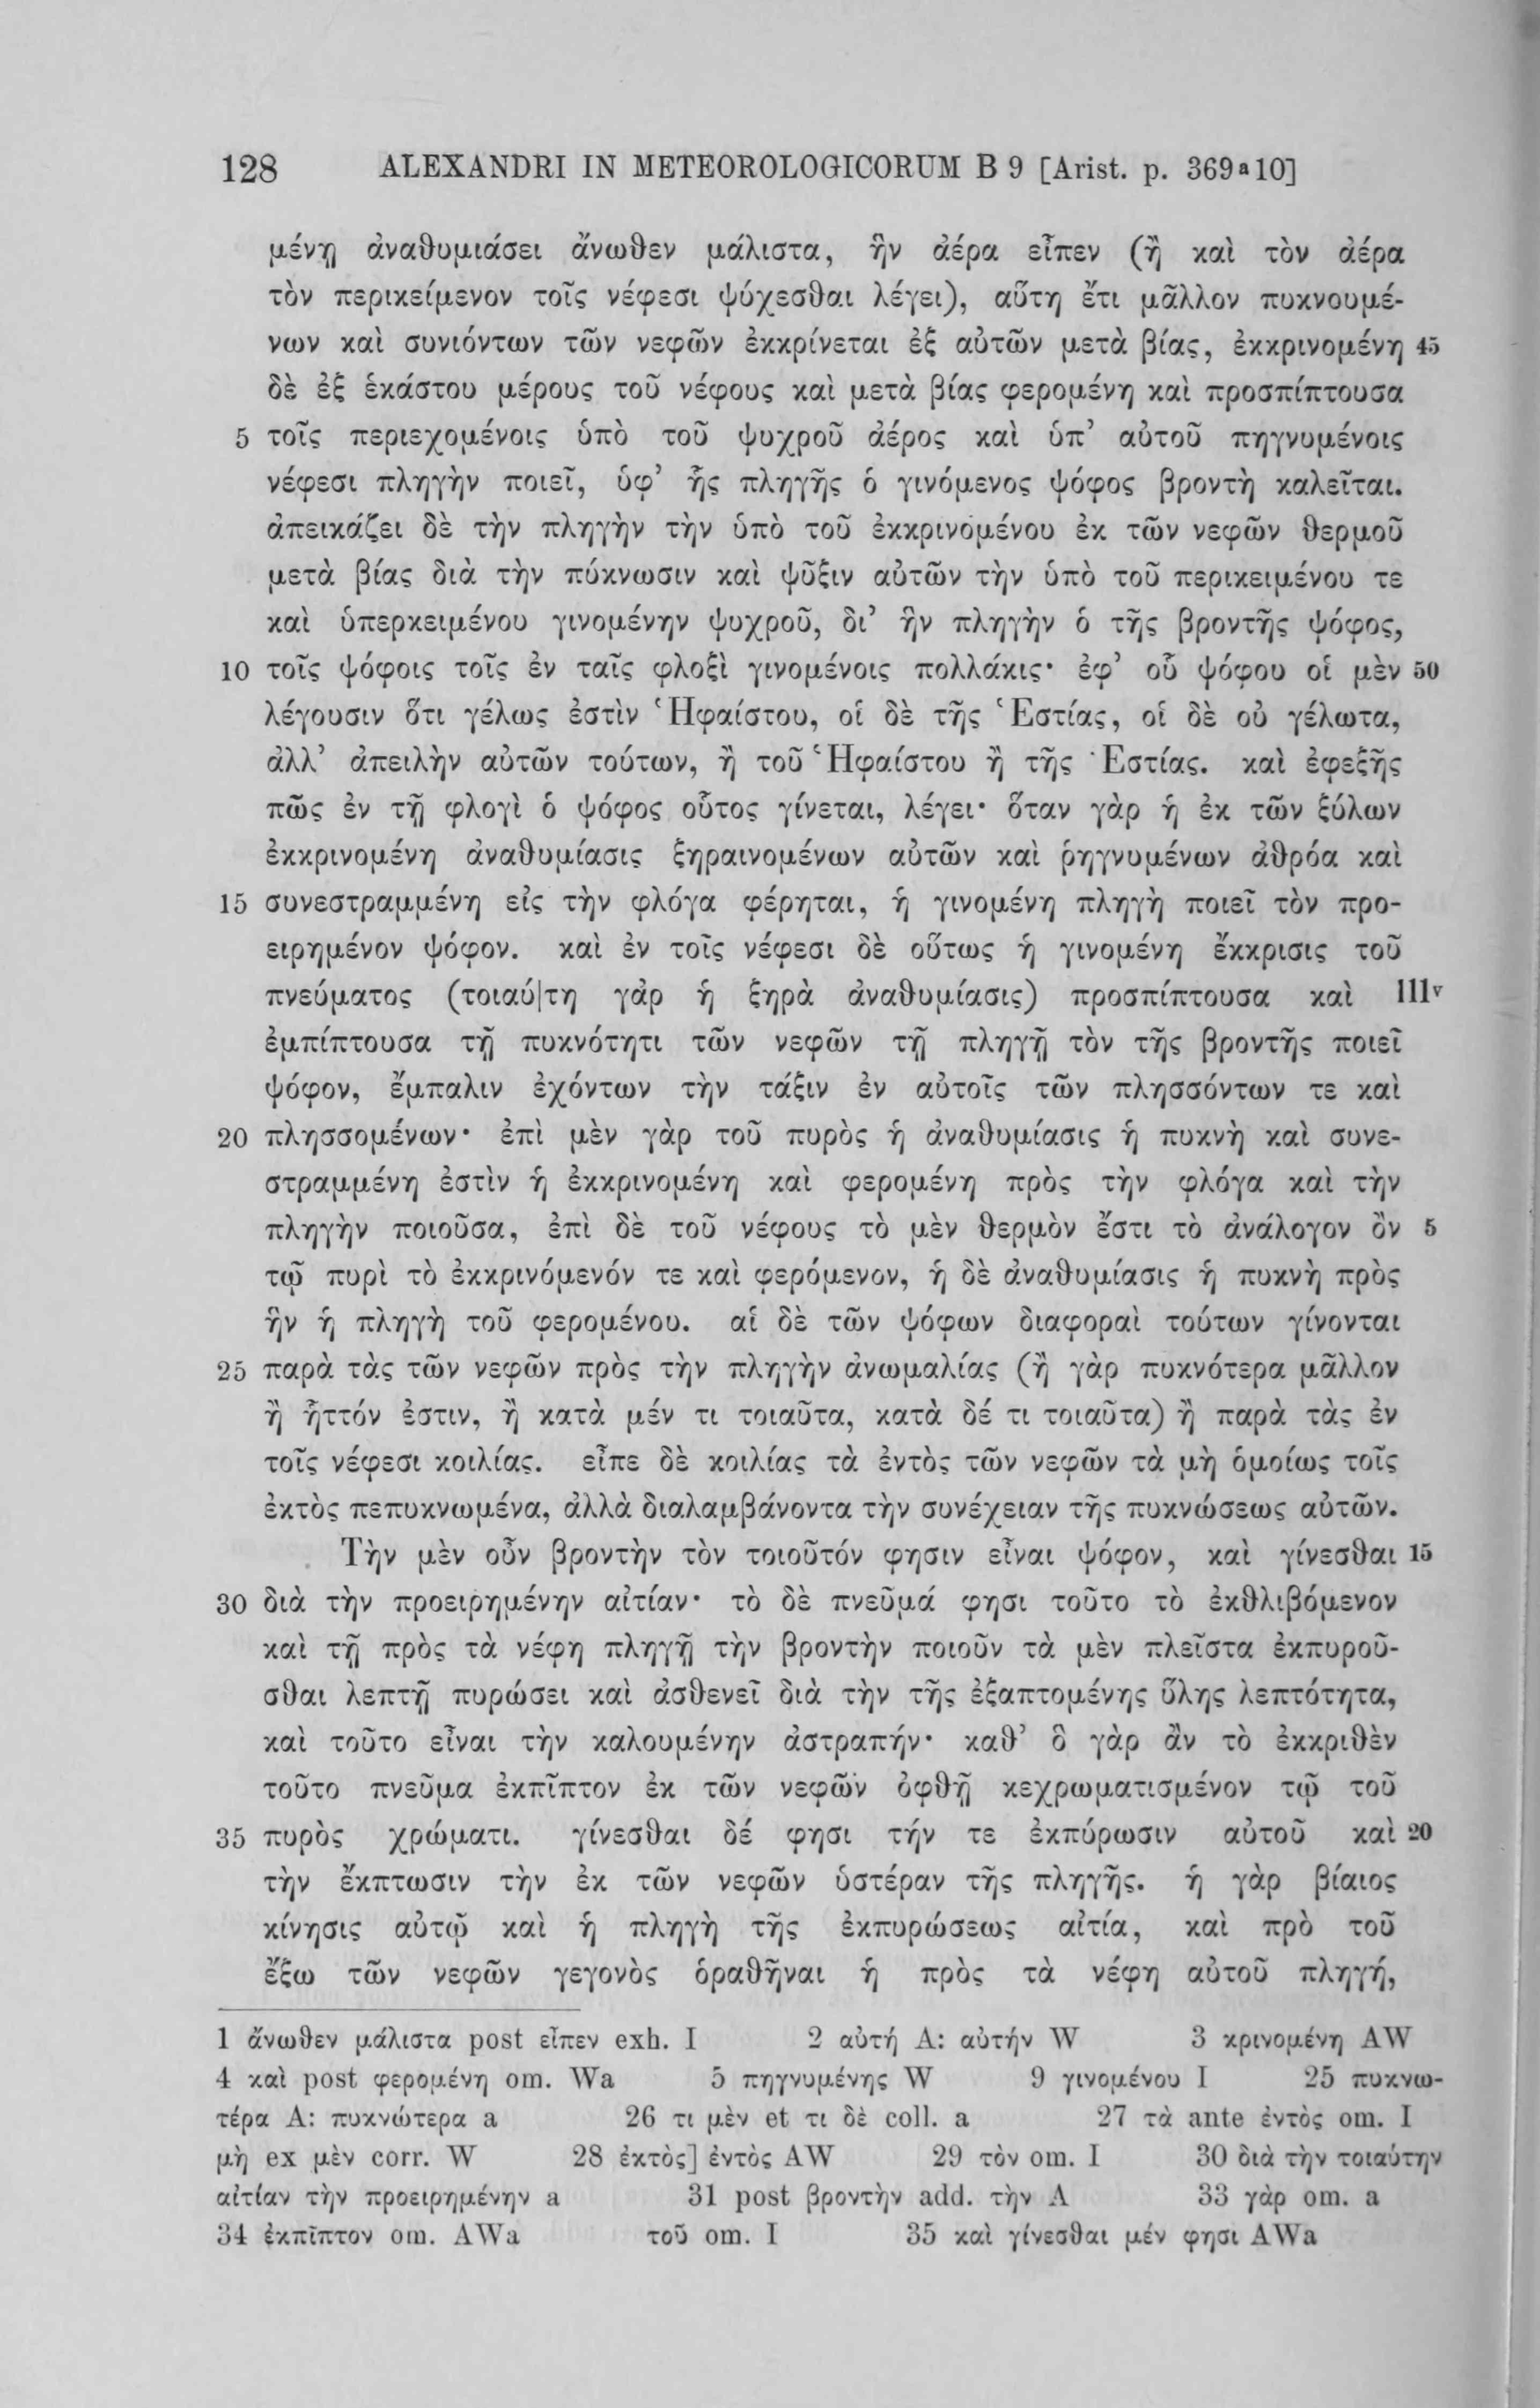 128 ALEXANDRI IN METEOROLOGICORUM B 9 [Arist. p. 369a10]
μένῃ ἀναθυμιάσει ἄνωθεν μάλιστα, ἣν ἀέρα εἶπεν (ἢ καὶ τὸν ἀέρα
τὸν περικείμενον τοῖς νέφεσι ψύχεσθαι λέγει), αὕτη ἔτι μᾶλλον πυκνουμέ-
νων καὶ συνιόντων τῶν νεφῶν ἐκκρίνεται ἐξ αὐτῶν μετὰ βίας, ἐκκρινομένη 45
δὲ ἐξ ἑκάστου μέρους τοῦ νέφους καὶ μετὰ βίας φερομένη καὶ προσπίπτουσα
5 τοῖς περιεχομένοις ὑπὸ τοῦ ψυχροῦ ἀέρος καὶ ὑπ’ αὐτοῦ πηγνυμένοις
νέφεσι πληγὴν ποιεῖ, ὑφ’ ἧς πληγῆς ὁ γινόμενος ψόφος βροντὴ καλεῖται.
ἀπεικάζει δὲ τὴν πληγὴν τὴν ὑπὸ τοῦ ἐκκρινομένου ἐκ τῶν νεφῶν θερμοῦ
μετὰ βίας διὰ τὴν πύκνωσιν καὶ ψῦξιν αὐτῶν τὴν ὑπὸ τοῦ περικειμένου τε
καὶ ὑπερκειμένου γινομένην ψυχροῦ, δι’ ἣν πληγὴν ὁ τῆς βροντῆς ψόφος,
10 τοῖς ψόφοις τοῖς ἐν ταῖς φλοξὶ γινομένοις πολλάκις· ἐφ’ οὗ ψόφου οἱ μὲν 50
λέγουσιν ὅτι γέλως ἐστὶν Ἡφαίστου, οἱ δὲ τῆς Ἑστίας, οἱ δὲ οὐ γέλωτα,
ἀλλ’ ἀπειλὴν αὐτῶν τούτων, ἢ τοῦ Ἡφαίστου ἢ τῆς Ἑστίας. καὶ ἐφεξῆς
πῶς ἐν τῇ φλογὶ ὁ ψόφος οὗτος γίνεται, λέγει· ὅταν γὰρ ἡ ἐκ τῶν ξύλων
ἐκκρινομένη ἀναθυμίασις ξηραινομένων αὐτῶν καὶ ῥηγνυμένων ἀθρόα καὶ
15 συνεστραμμένη εἰς τὴν φλόγα φέρηται, ἡ γινομένη πληγὴ ποιεῖ τὸν προ-
ειρημένον ψόφον. καὶ ἐν τοῖς νέφεσι δὲ οὕτως ἡ γινομένη ἔκκρισις τοῦ
πνεύματος (τοιαύ|τη γὰρ ἡ ξηρὰ ἀναθυμίασις) προσπίπτουσα καὶ 111v
ἐμπίπτουσα τῇ πυκνότητι τῶν νεφῶν τῇ πληγῇ τὸν τῆς βροντῆς ποιεῖ
ψόφον, ἔμπαλιν ἐχόντων τὴν τάξιν ἐν αὐτοῖς τῶν πλησσόντων τε καὶ
20 πλησσομένων· ἐπὶ μὲν γὰρ τοῦ πυρὸς ἡ ἀναθυμίασις ἡ πυκνὴ καὶ συνε-
στραμμένη ἐστὶν ἡ ἐκκρινομένη καὶ φερομένη πρὸς τὴν φλόγα καὶ τὴν
πληγὴν ποιοῦσα, ἐπὶ δὲ τοῦ νέφους τὸ μὲν θερμὸν ἔστι τὸ ἀνάλογον ὂν 5
τῷ πυρὶ τὸ ἐκκρινόμενόν τε καὶ φερόμενον, ἡ δὲ ἀναθυμίασις ἡ πυκνὴ πρὸς
ἣν ἡ πληγὴ τοῦ φερομένου. αἱ δὲ τῶν ψόφων διαφοραὶ τούτων γίνονται
25 παρὰ τὰς τῶν νεφῶν πρὸς τὴν πληγὴν ἀνωμαλίας (ἢ γὰρ πυκνότερα μᾶλλον
ἢ ἧττόν ἐστιν, ἢ κατὰ μέν τι τοιαῦτα, κατὰ δέ τι τοιαῦτα) ἢ παρὰ τὰς ἐν
τοῖς νέφεσι κοιλίας. εἶπε δὲ κοιλίας τὰ ἐντὸς τῶν νεφῶν τὰ μὴ ὁμοίως τοῖς
ἐκτὸς πεπυκνωμένα, ἀλλὰ διαλαμβάνοντα τὴν συνέχειαν τῆς πυκνώσεως αὐτῶν.
Τὴν μὲν οὖν βροντὴν τὸν τοιοῦτόν φησιν εἶναι ψόφον, καὶ γίνεσθαι 15
30 διὰ τὴν προειρημένην αἰτίαν· τὸ δὲ πνεῦμά φησι τοῦτο τὸ ἐκθλιβόμενον
καὶ τῇ πρὸς τὰ νέφη πληγῇ τὴν βροντὴν ποιοῦν τὰ μὲν πλεῖστα ἐκπυροῦ-
σθαι λεπτῇ πυρώσει καὶ ἀσθενεῖ διὰ τὴν τῆς ἐξαπτομένης ὕλης λεπτότητα,
καὶ τοῦτο εἶναι τὴν καλουμένην ἀστραπήν· καθ’ ὃ γὰρ ἂν τὸ ἐκκριθὲν
τοῦτο πνεῦμα ἐκπῖπτον ἐκ τῶν νεφῶν ὀφθῇ κεχρωματισμένον τῷ τοῦ
35 πυρὸς χρώματι. γίνεσθαι δέ φησι τήν τε ἐκπύρωσιν αὐτοῦ καὶ 20
τὴν ἔκπτωσιν τὴν ἐκ τῶν νεφῶν ὑστέραν τῆς πληγῆς. ἡ γὰρ βίαιος
κίνησις αὐτῷ καὶ ἡ πληγὴ τῆς ἐκπυρώσεως αἰτία, καὶ πρὸ τοῦ
ἔξω τῶν νεφῶν γεγονὸς ὁραθῆναι ἡ πρὸς τὰ νέφη αὐτοῦ πληγή,
1 ἄνωθεν μάλιστα post εἶπεν exh. I 2 αὐτή A: αὐτήν W 3 κρινομένη AW
4 καὶ post φερομένη om. Wa 5 πηγνυμένης W 9 γινομένου I 25 πυκνω-
τέρα A: πυκνώτερα a 26 τι μὲν et τι δὲ coll. a 27 τὰ ante ἐντὸς om. I
μὴ ex μὲν corr. W 28 ἐκτὸς] ἐντὸς AW 29 τὸν om. I 30 διὰ τὴν τοιαύτην
αἰτίαν τὴν προειρημένην a 31 post βροντὴν add. τὴν A 33 γὰρ om. a
34 ἐκπῖπτον om. AWa τοῦ om. I 35 καὶ γίνεσθαι μέν φησι AWa